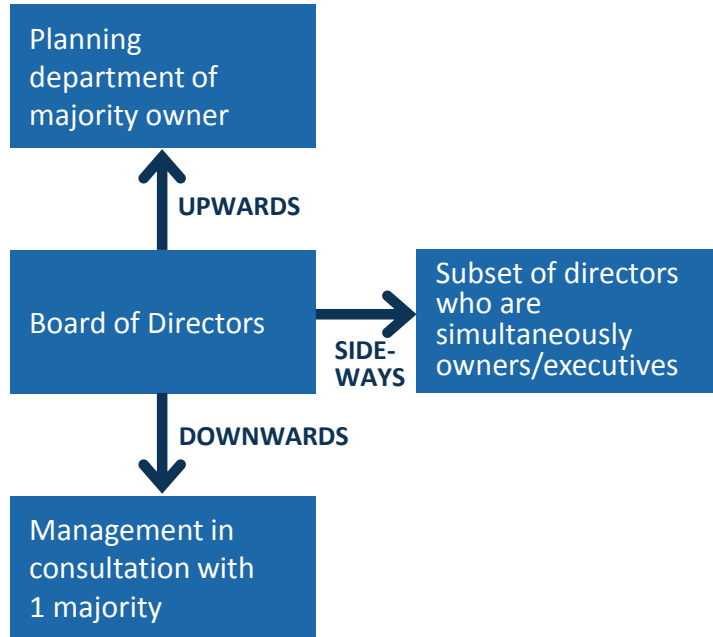 Planning
department of
majority owner
UPWARDS
Board of Directors
SIDE-
WAYS
Subset of directors
who are
simultaneously
owners/executives
DOWNWARDS
Management in
consultation with
1 majority